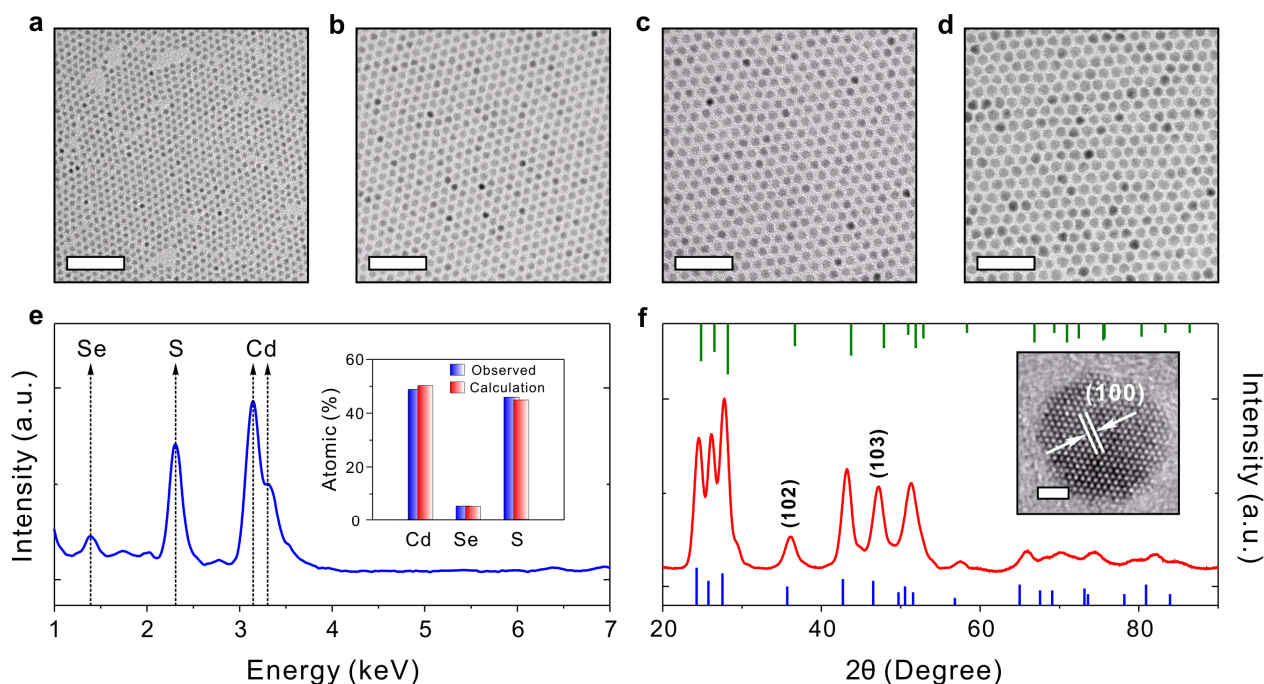 a
b
c
d
e
Se
S
Cd
Intensity (a.u.)
60
40
20
0
Atomic (%)
Observed
Calculation
Cd
Se
S
1
2
3
4
5
6
7
Energy (keV)
f
(102)
(103)
(100)
Intensity (a.u.)
20
40
60
80
2θ (Degree)